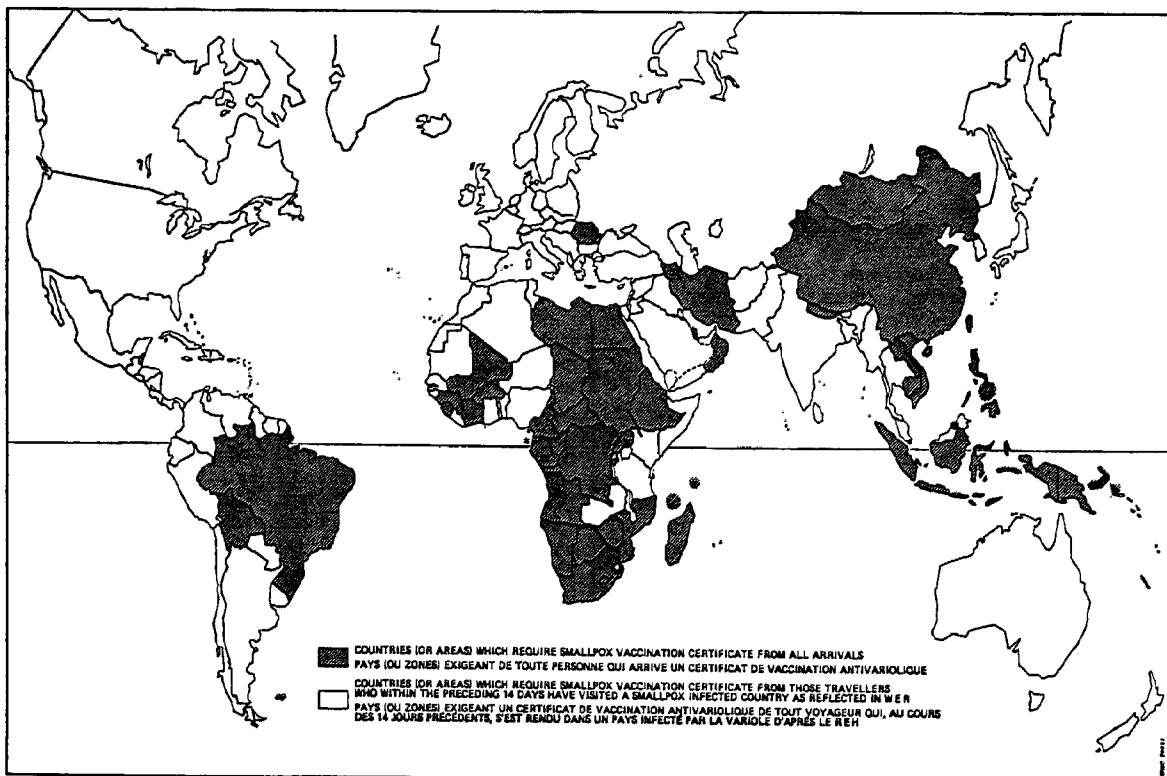 COUNTRIES (OR AREAS) WHICH REQUIRE SMALLPOX VACCINATION CERTIFICATE FROM ALL ARRIVALS
PAYS (OU ZONES) EXIGEANT DE TOUTE PERSONNE QUI ARRIVE UN CERTIFICAT DE VACCINATION ANTIVARIOLIQUE
COUNTRIES (OR AREAS) WHICH REQUIRE SMALLPOX VACCINATION CERTIFICATE FROM THOSE TRAVELLERS
WHO WITHIN THE PRECEDING 14 DAYS HAVE VISITED A SMALLPOX INFECTED COUNTRY AS REFLECTED IN W E R
PAYS (OU ZONES) EXIGEANT UN CERTIFICAT DE VACCINATION ANTIVARIOLIQUE DE TOUT VOYAGEUR QUI, AU COURS
DES 14 JOURS PRÉCÉDENTS, S'EST RENDU DANS UN PAYS INFECTÉ PAR LA VARIOLE D'APRÈS LE REH